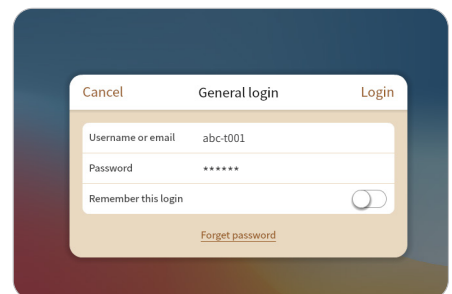 Cancel General login Login
Username or email abc-t001
Password ******
Remember this login
Forget password